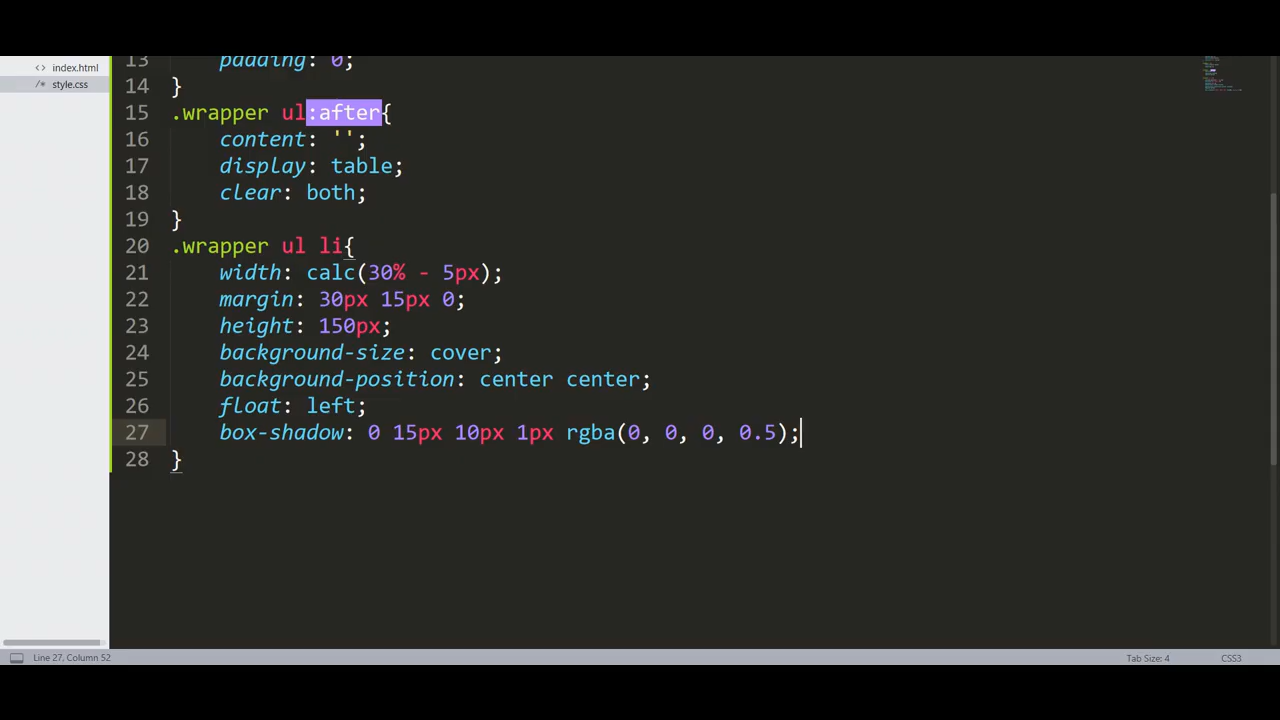 <> index.html
/* style.css
13 padding: 0;
14 }
15 .wrapper ul:after{
16 content: '';
17 display: table;
18 clear: both;
19 }
20 .wrapper ul li{
21 width: calc(30% - 5px);
22 margin: 30px 15px 0;
23 height: 150px;
24 background-size: cover;
25 background-position: center center;
26 float: left;
27 box-shadow: 0 15px 10px 1px rgba(0, 0, 0, 0.5);
28 }
Line 27, Column 52
Tab Size: 4
CSS3